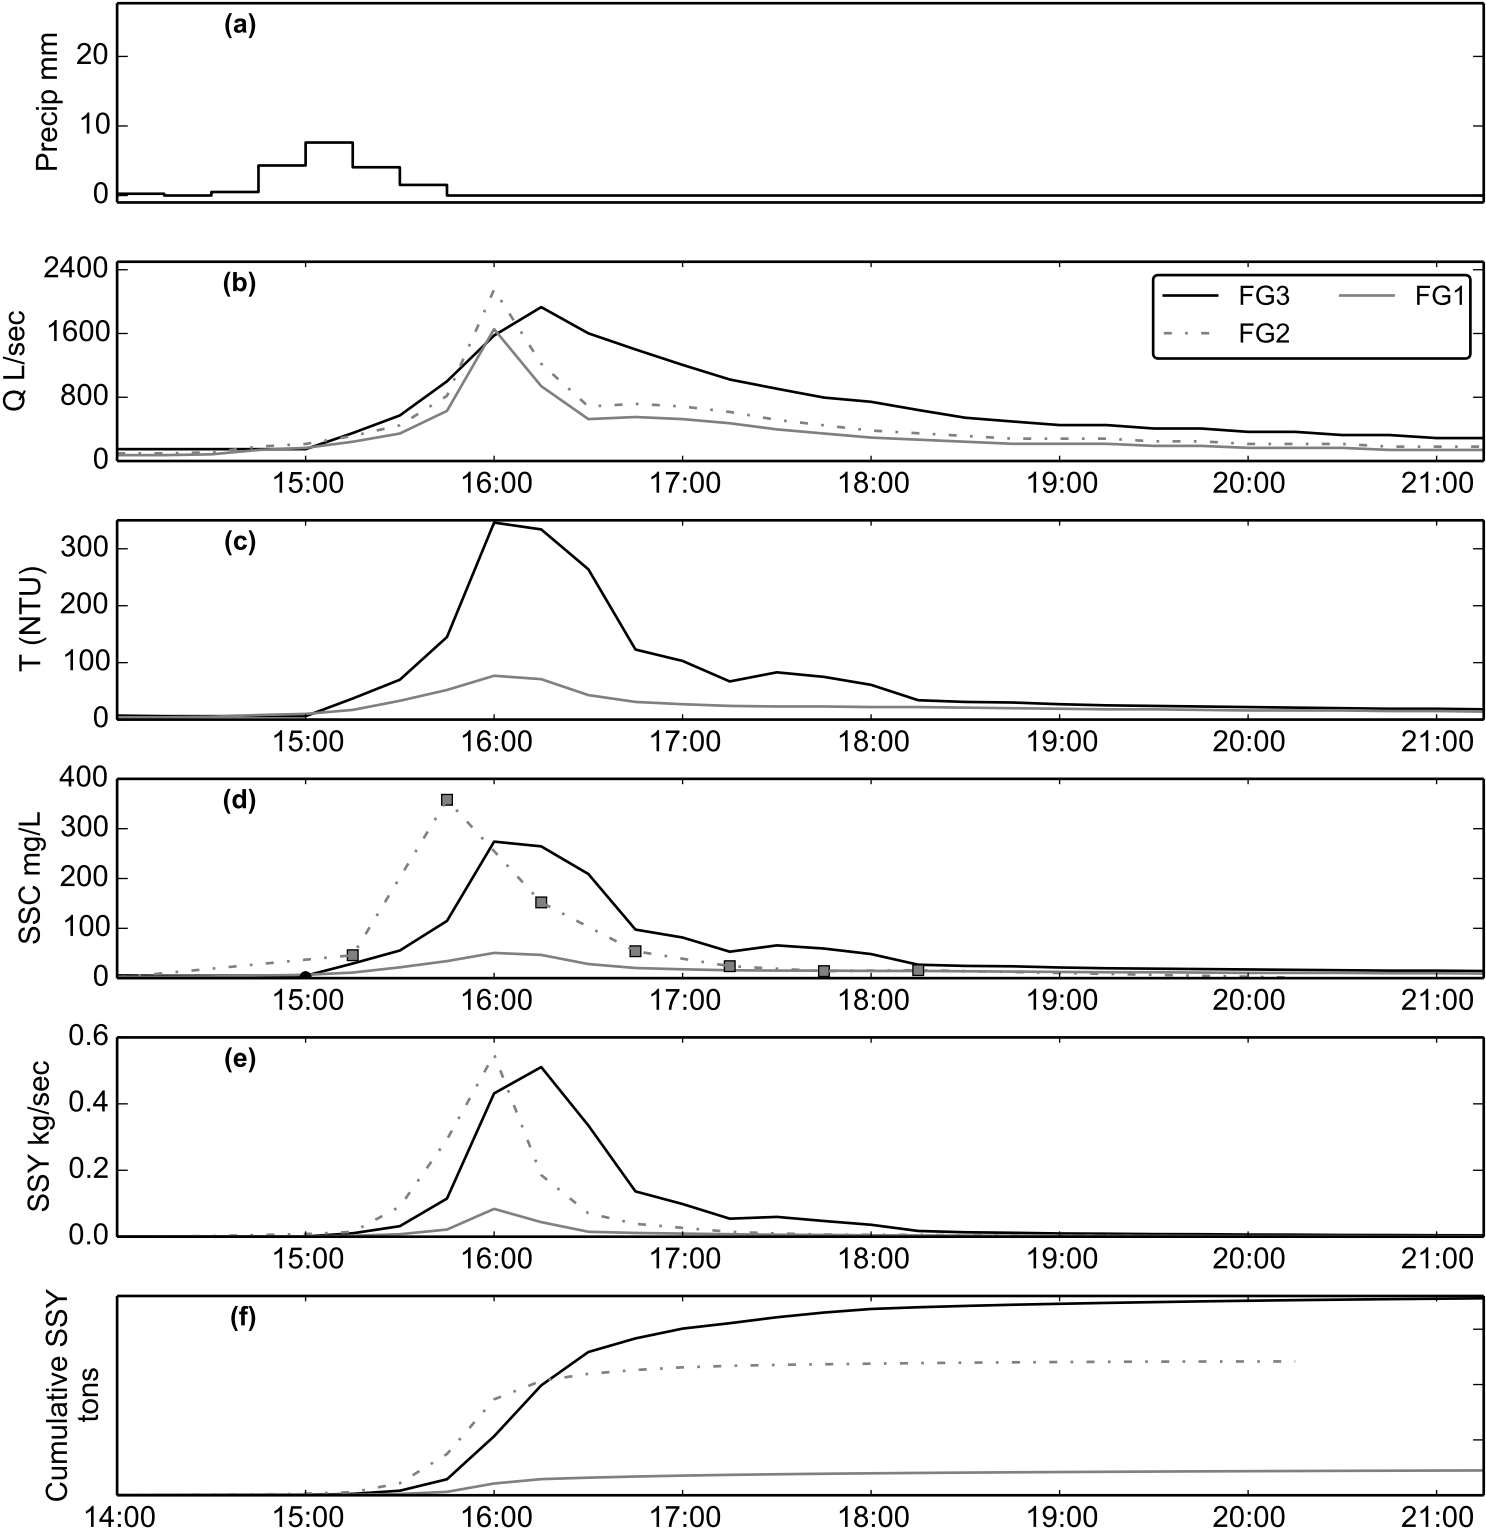 (a)
Precip mm
20
10
0
(b)
Q L/sec
2400
1600
800
0
FG3 FG1
FG2
15:00 16:00 17:00 18:00 19:00 20:00 21:00
(c)
T (NTU)
300
200
100
0
15:00 16:00 17:00 18:00 19:00 20:00 21:00
(d)
SSC mg/L
400
300
200
100
0
15:00 16:00 17:00 18:00 19:00 20:00 21:00
(e)
SSY kg/sec
0.6
0.4
0.2
0.0
15:00 16:00 17:00 18:00 19:00 20:00 21:00
(f)
Cumulative SSY
tons
14:00 15:00 16:00 17:00 18:00 19:00 20:00 21:00